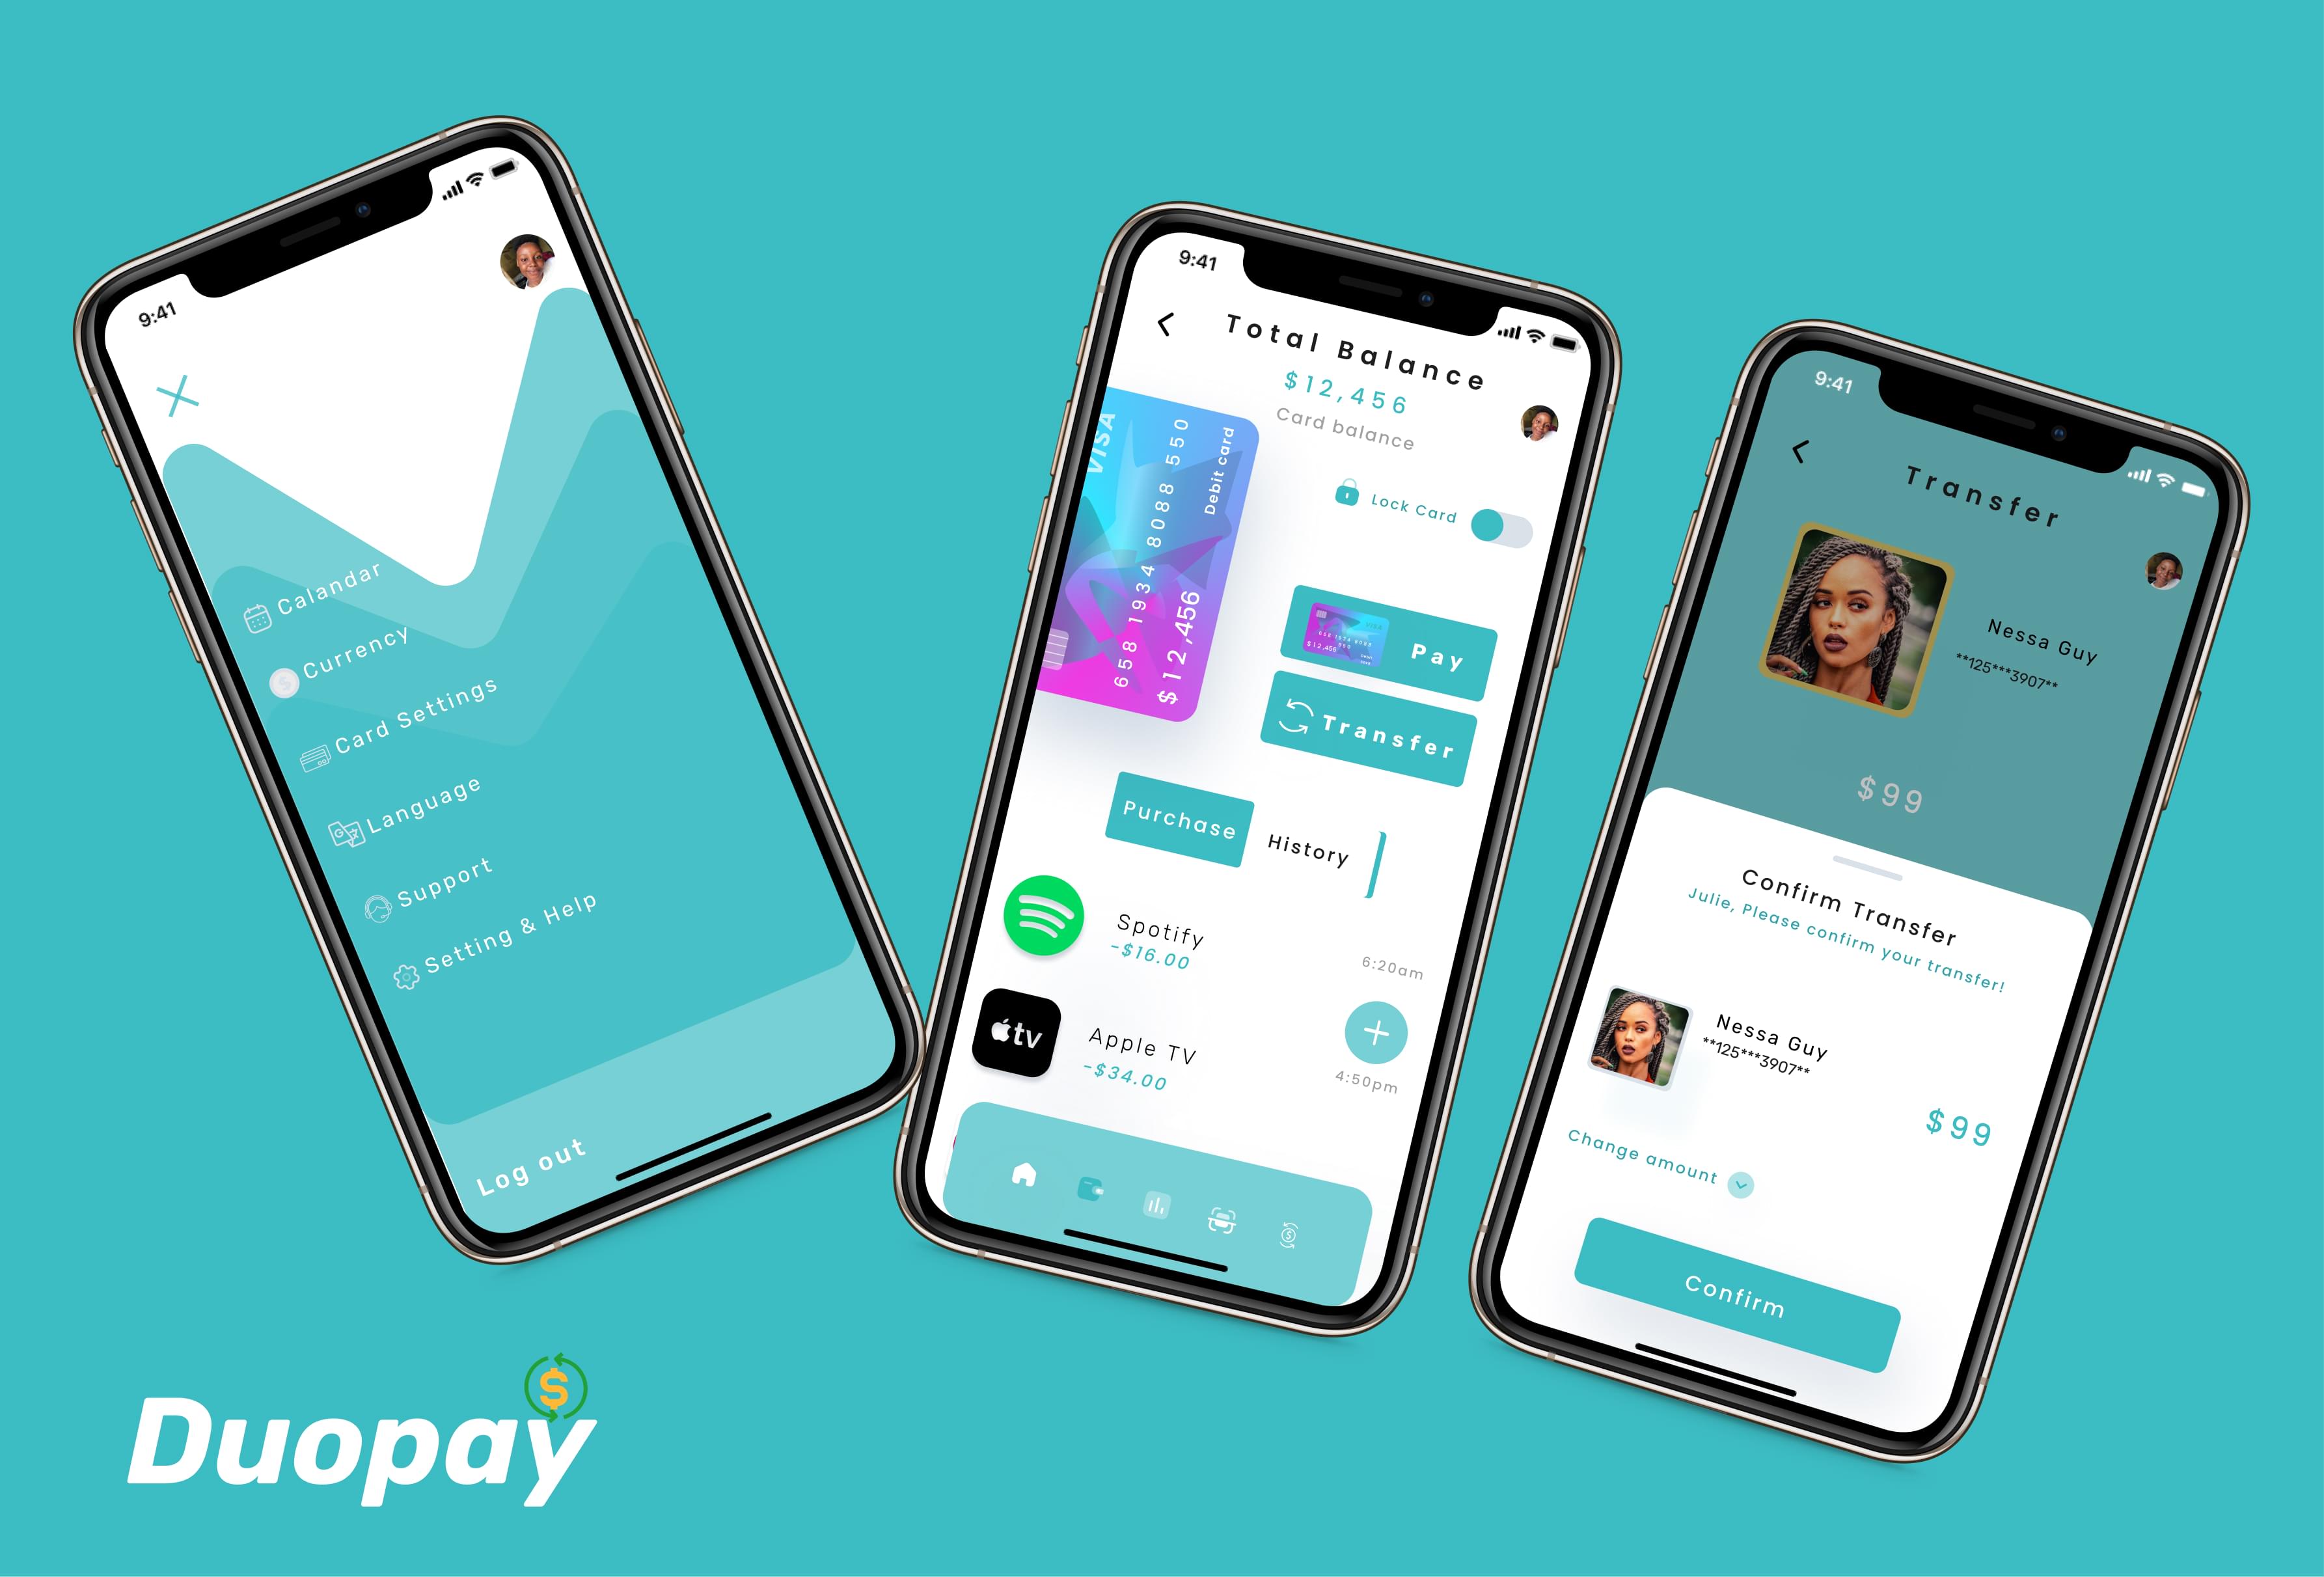 9:41
Calandar
Currency
Card Settings
Language
Support
Setting & Help
Log out
9:41
Total Balance
$12,456
Card balance
VISA
658 1934 8088 550
Debit card
$12,456
Lock Card
Pay
Transfer
Purchase
History
Spotify
-$16.00
6:20am
tv
Apple TV
-$34.00
4:50pm
9:41
Transfer
Nessa Guy
**125***3907**
$99
Confirm Transfer
Julie, Please confirm your transfer!
Nessa Guy
**125***3907**
$99
Change amount
Confirm
Duopay